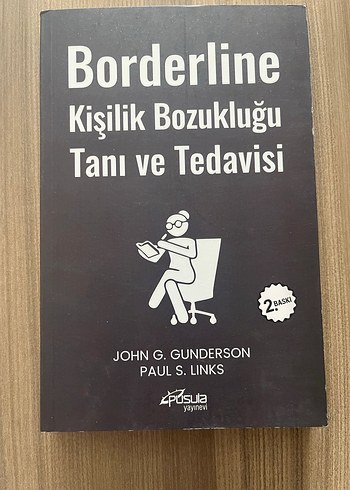 Borderline
Kişilik Bozukluğu
Tanı ve Tedavisi
2. BASKI
JOHN G. GUNDERSON
PAUL S. LINKS
Pusula
yayınevi